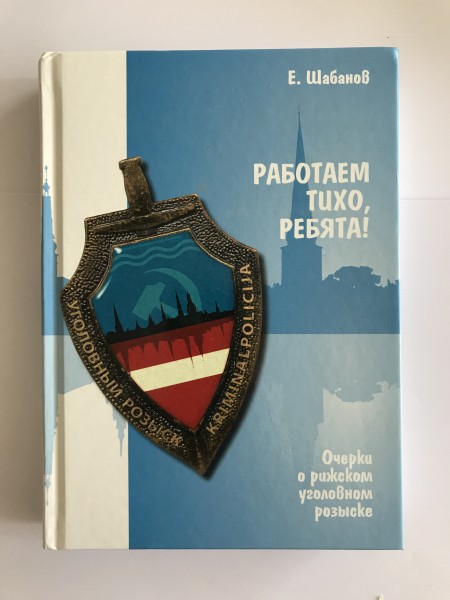 Е. Шабанов
РАБОТАЕМ
ТИХО,
РЕБЯТА!
УГОЛОВНЫЙ РОЗЫСК
KRIMINALPOLICIJA
Очерки
о рижском
уголовном
розыске